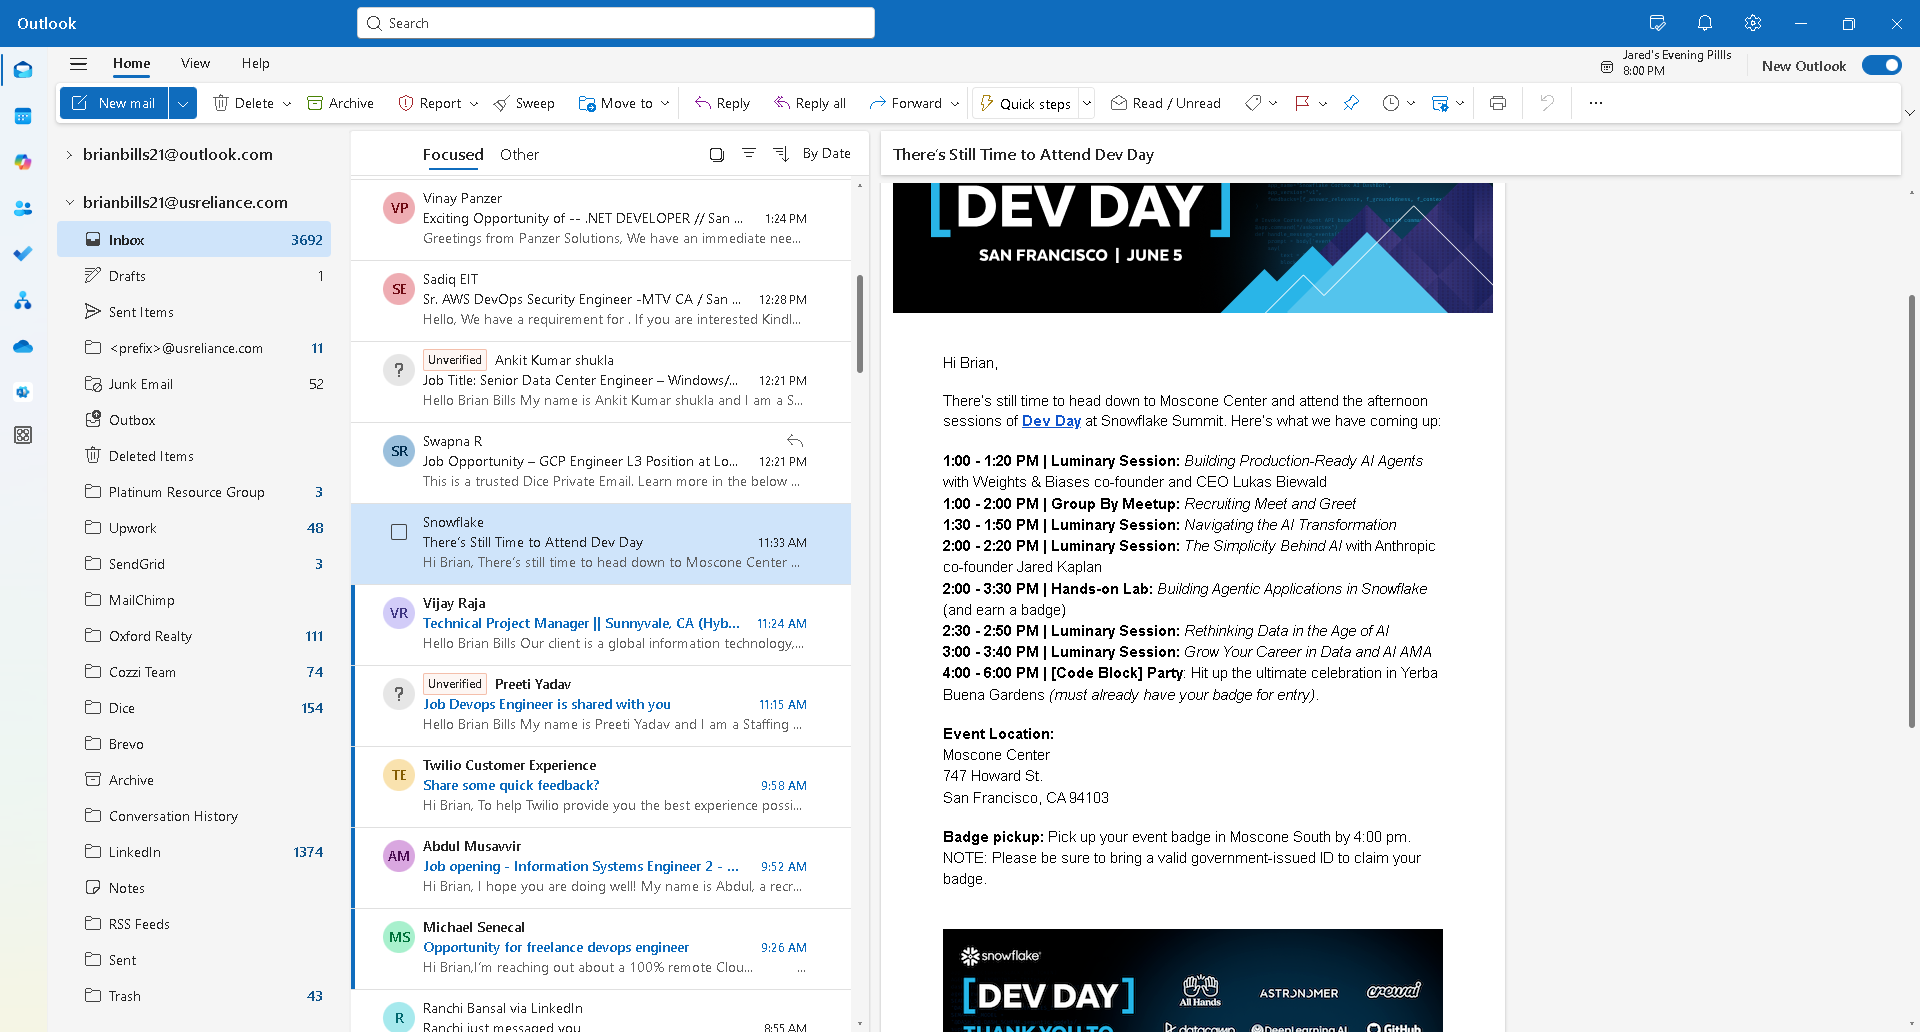 Outlook
Search
Home
View
Help
Jared's Evening Pillls
8:00 PM
New Outlook
New mail
Delete
Archive
Report
Sweep
Move to
Reply
Reply all
Forward
Quick steps
Read / Unread
brianbills21@outlook.com
brianbills21@usreliance.com
Inbox 3692
Drafts 1
Sent Items
<prefix>@usreliance.com 11
Junk Email 52
Outbox
Deleted Items
Platinum Resource Group 3
Upwork 48
SendGrid 3
MailChimp
Oxford Realty 111
Cozzi Team 74
Dice 154
Brevo
Archive
Conversation History
LinkedIn 1374
Notes
RSS Feeds
Sent
Trash 43
Focused Other By Date
VP
Vinay Panzer
Exciting Opportunity of -- .NET DEVELOPER // San ... 1:24 PM
Greetings from Panzer Solutions, We have an immediate nee...
SE
Sadiq EIT
Sr. AWS DevOps Security Engineer -MTV CA / San ... 12:28 PM
Hello, We have a requirement for . If you are interested Kindl...
?
Unverified Ankit Kumar shukla
Job Title: Senior Data Center Engineer – Windows/... 12:21 PM
Hello Brian Bills My name is Ankit Kumar shukla and I am a S...
SR
Swapna R
Job Opportunity – GCP Engineer L3 Position at Lo... 12:21 PM
This is a trusted Dice Private Email. Learn more in the below ...
Snowflake
There's Still Time to Attend Dev Day 11:33 AM
Hi Brian, There's still time to head down to Moscone Center ...
VR
Vijay Raja
Technical Project Manager || Sunnyvale, CA (Hyb... 11:24 AM
Hello Brian Bills Our client is a global information technology,...
?
Unverified Preeti Yadav
Job Devops Engineer is shared with you 11:15 AM
Hello Brian Bills My name is Preeti Yadav and I am a Staffing ...
TE
Twilio Customer Experience
Share some quick feedback? 9:58 AM
Hi Brian, To help Twilio provide you the best experience possi...
AM
Abdul Musavvir
Job opening - Information Systems Engineer 2 - ... 9:52 AM
Hi Brian, I hope you are doing well! My name is Abdul, a recr...
MS
Michael Senecal
Opportunity for freelance devops engineer 9:26 AM
Hi Brian,I'm reaching out about a 100% remote Clou... ...
R
Ranchi Bansal via LinkedIn
Ranchi just messaged you 8:55 AM
There's Still Time to Attend Dev Day
[DEV DAY]
SAN FRANCISCO | JUNE 5
Hi Brian,
There's still time to head down to Moscone Center and attend the afternoon
sessions of Dev Day at Snowflake Summit. Here's what we have coming up:
1:00 - 1:20 PM | Luminary Session: Building Production-Ready AI Agents
with Weights & Biases co-founder and CEO Lukas Biewald
1:00 - 2:00 PM | Group By Meetup: Recruiting Meet and Greet
1:30 - 1:50 PM | Luminary Session: Navigating the AI Transformation
2:00 - 2:20 PM | Luminary Session: The Simplicity Behind AI with Anthropic
co-founder Jared Kaplan
2:00 - 3:30 PM | Hands-on Lab: Building Agentic Applications in Snowflake
(and earn a badge)
2:30 - 2:50 PM | Luminary Session: Rethinking Data in the Age of AI
3:00 - 3:40 PM | Luminary Session: Grow Your Career in Data and AI AMA
4:00 - 6:00 PM | [Code Block] Party: Hit up the ultimate celebration in Yerba
Buena Gardens (must already have your badge for entry).
Event Location:
Moscone Center
747 Howard St.
San Francisco, CA 94103
Badge pickup: Pick up your event badge in Moscone South by 4:00 pm.
NOTE: Please be sure to bring a valid government-issued ID to claim your
badge.
snowflake
[DEV DAY]
THANK YOU TO
All Hands
ASTRONOMER
crewai
datacamp
DeepLearning.AI
GitHub